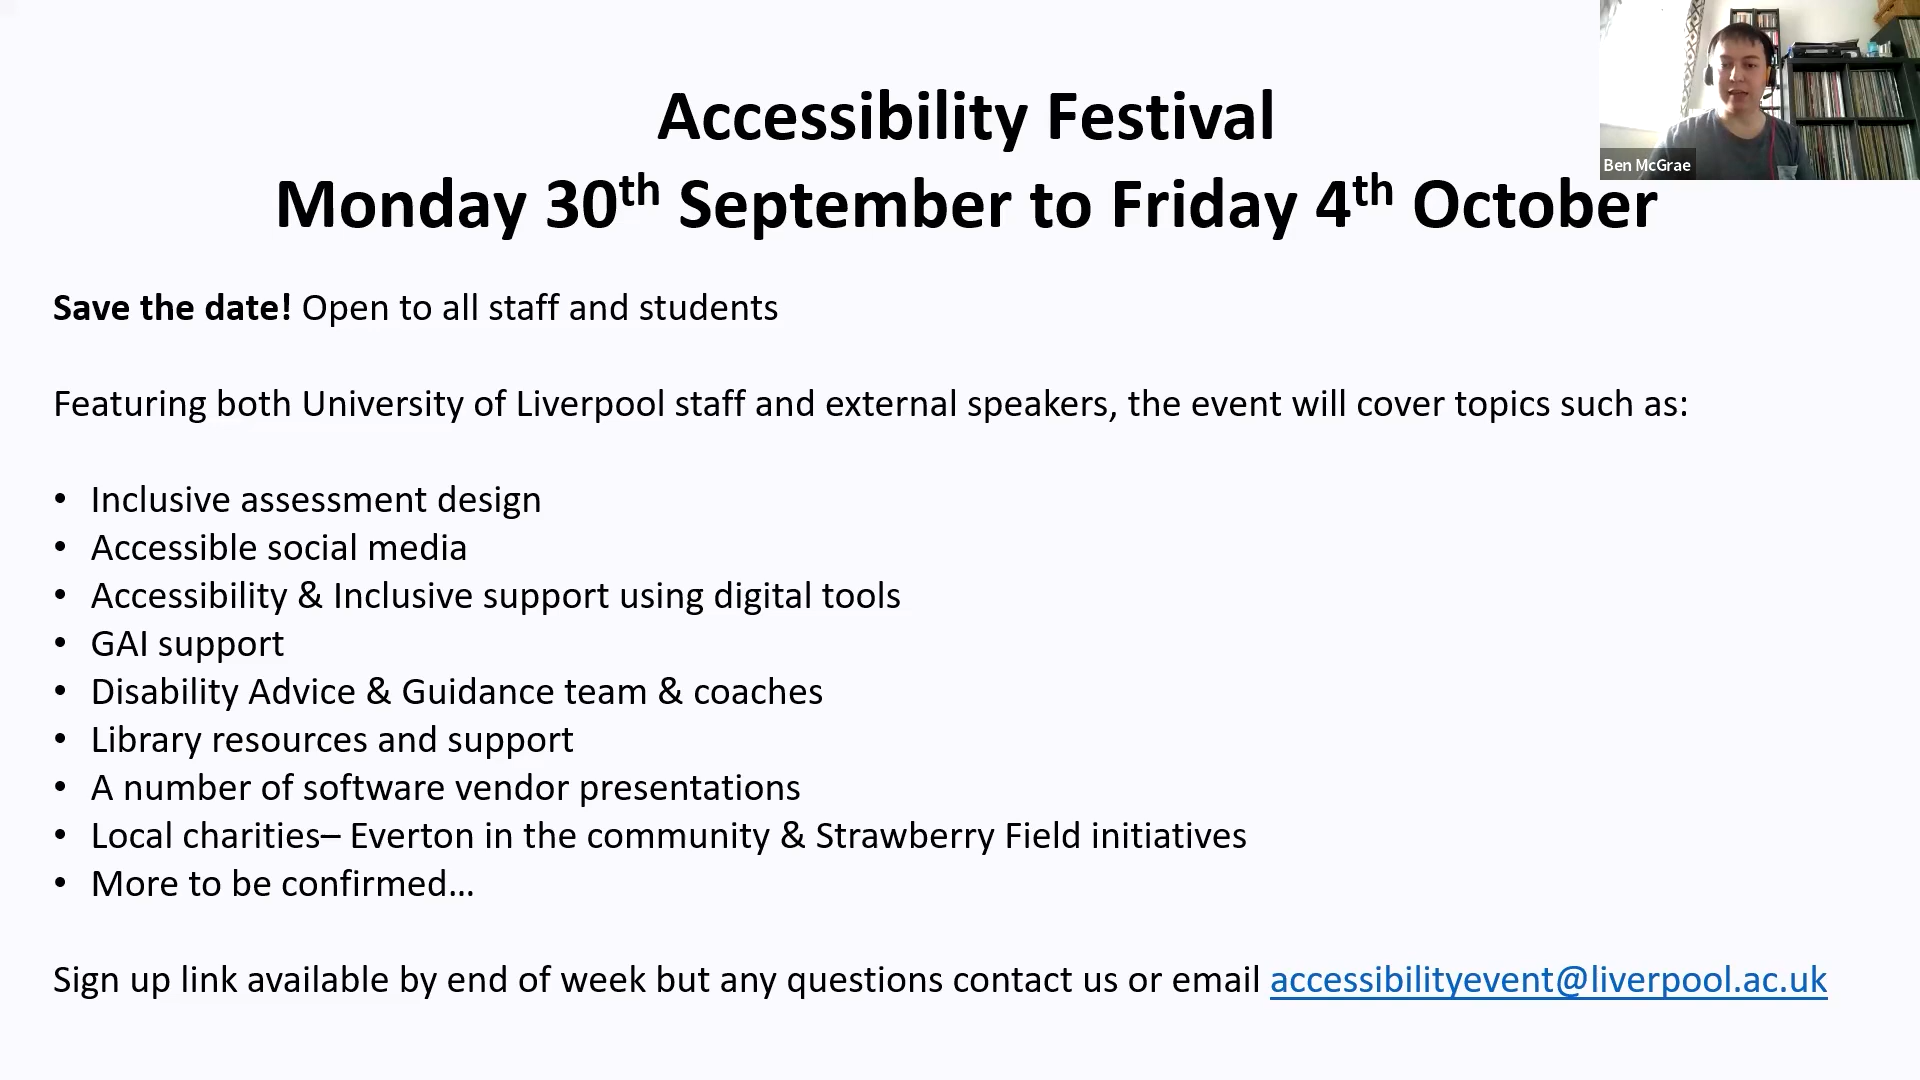 Accessibility Festival
Monday 30th September to Friday 4th October
Ben McGrae
Save the date! Open to all staff and students
Featuring both University of Liverpool staff and external speakers, the event will cover topics such as:
• Inclusive assessment design
• Accessible social media
• Accessibility & Inclusive support using digital tools
• GAI support
• Disability Advice & Guidance team & coaches
• Library resources and support
• A number of software vendor presentations
• Local charities– Everton in the community & Strawberry Field initiatives
• More to be confirmed…
Sign up link available by end of week but any questions contact us or email accessibilityevent@liverpool.ac.uk